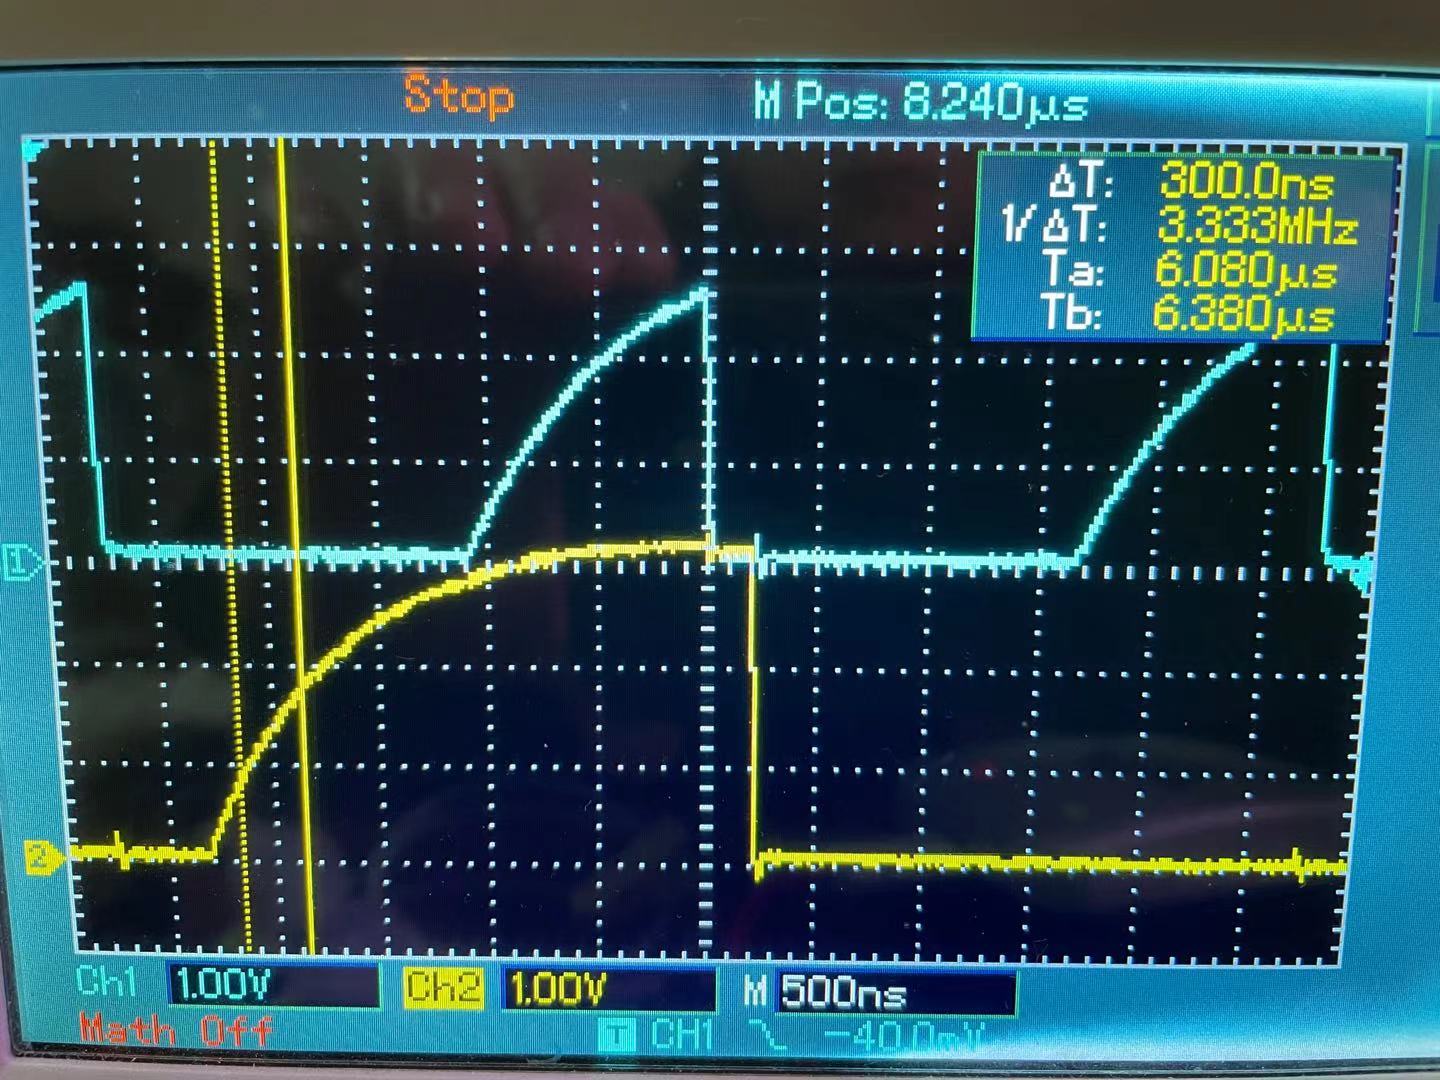 Stop M Pos: 8.240µs
ΔT: 300.0ns
1/ΔT: 3.333MHz
Ta: 6.080µs
Tb: 6.380µs
1
2
Ch1 1.00V Ch2 1.00V M 500ns
Math Off T CH1 -40.0mV